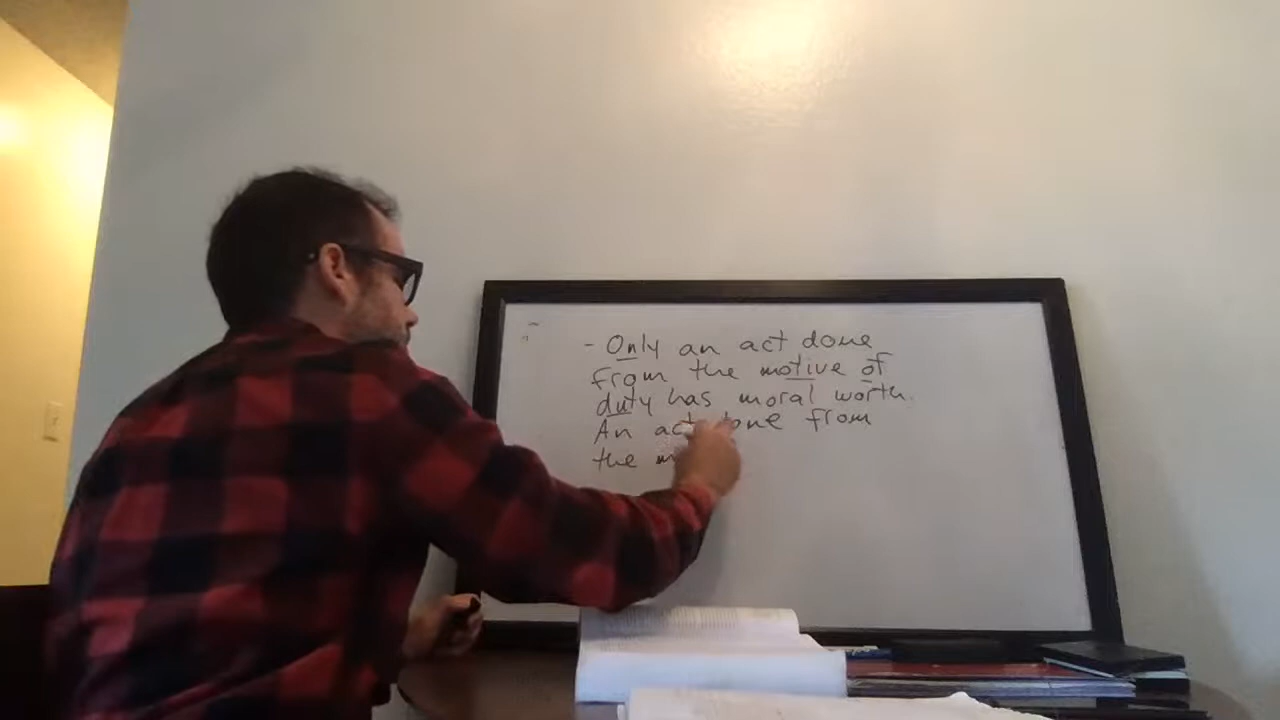 - Only an act done
from the motive of
duty has moral worth.
An act done from
the